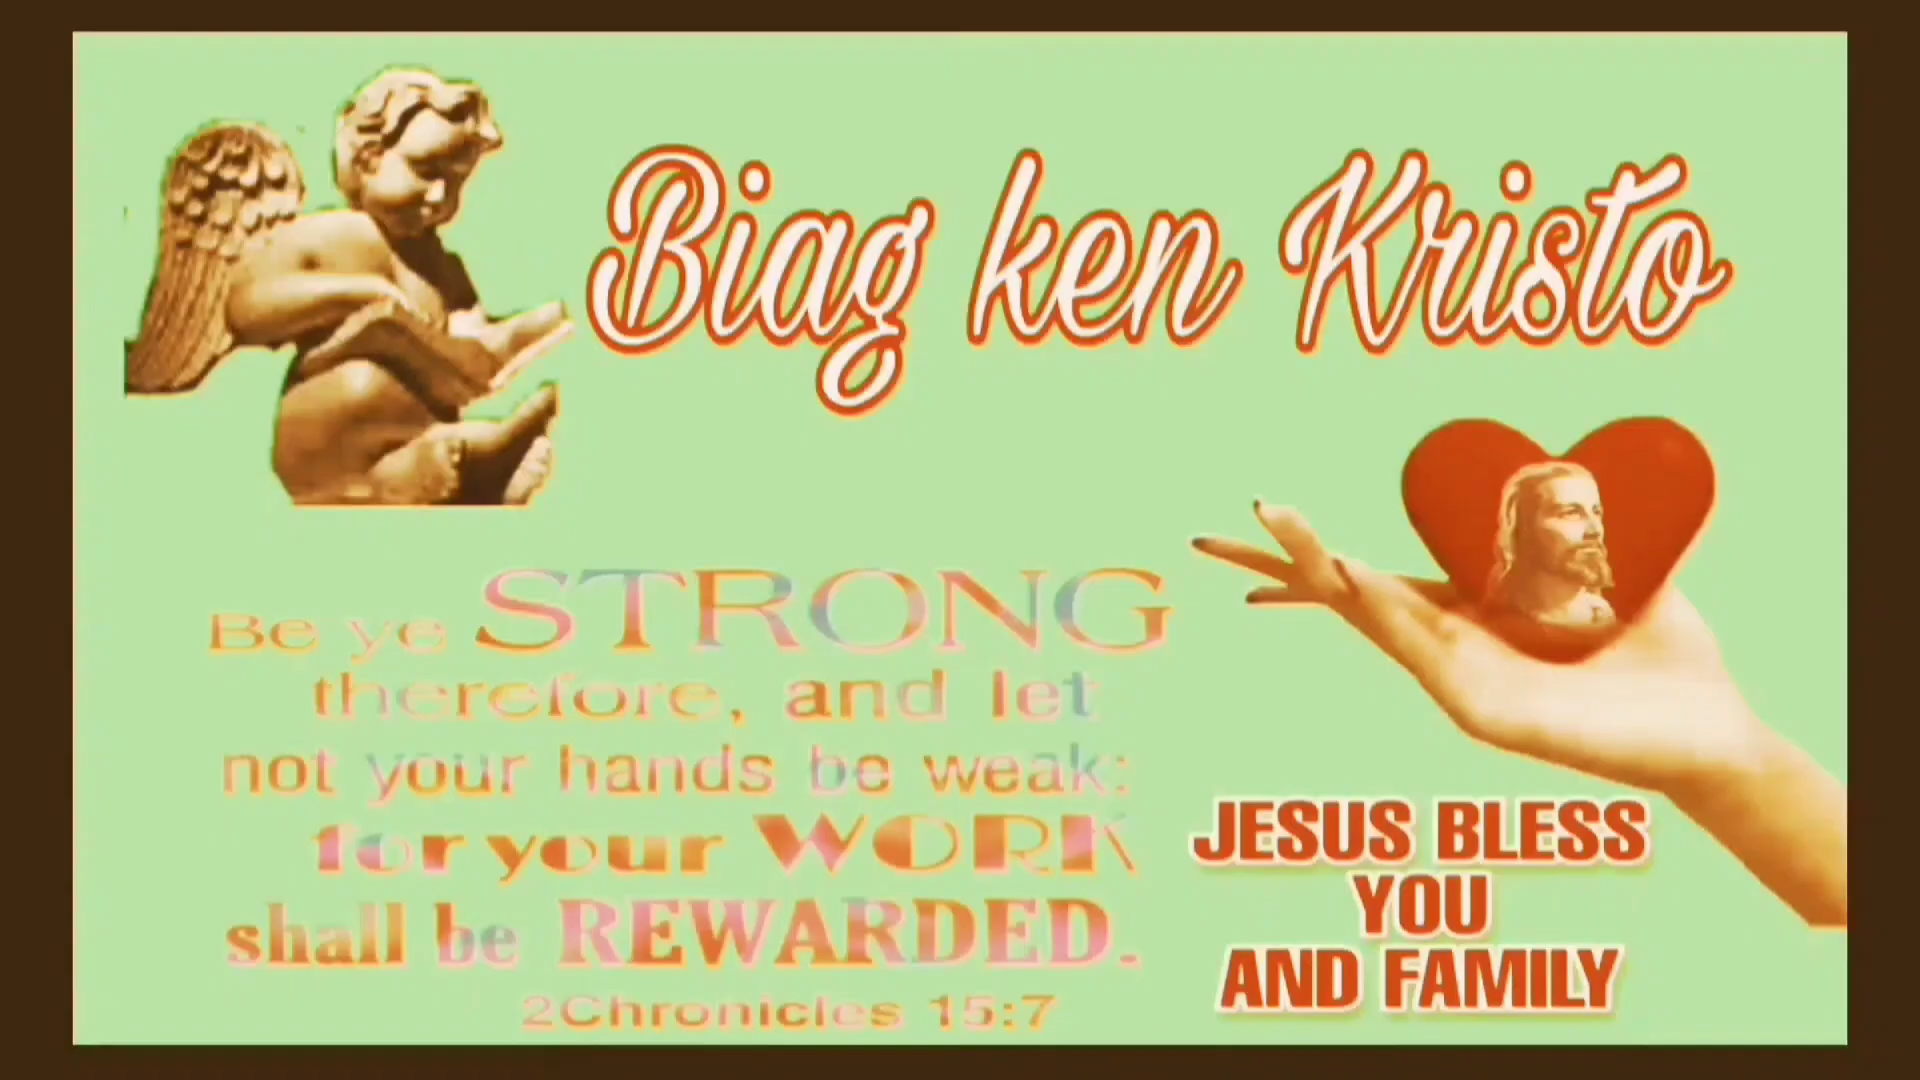 Biag ken Kristo
Be ye STRONG
therefore, and let
not your hands be weak:
for your WORK
shall be REWARDED.
2Chronicles 15:7
JESUS BLESS
YOU
AND FAMILY